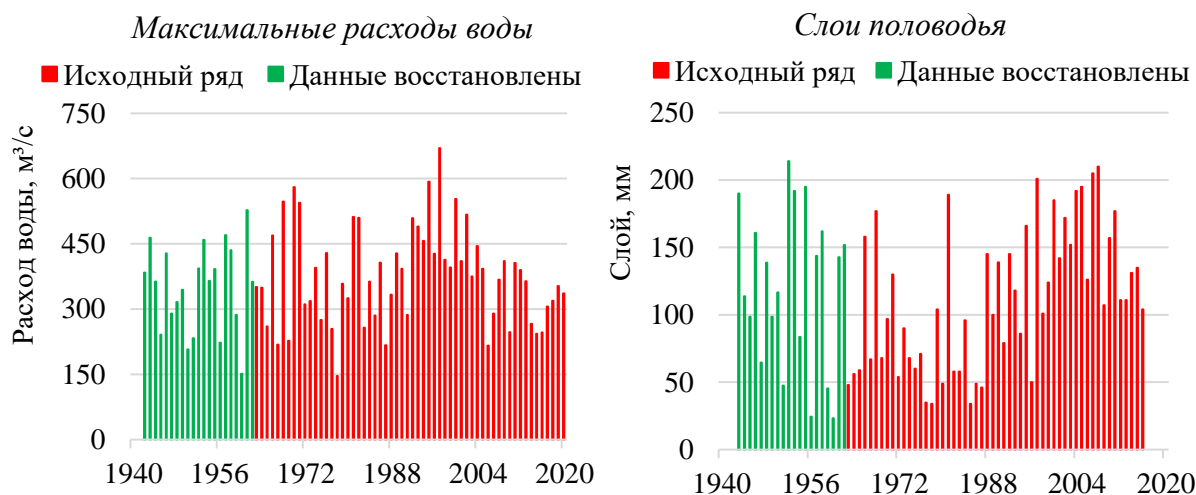 Максимальные расходы воды
Исходный ряд Данные восстановлены
Расход воды, м³/с
750
600
450
300
150
0
1940 1956 1972 1988 2004 2020
Слои половодья
Исходный ряд Данные восстановлены
Слой, мм
250
200
150
100
50
0
1940 1956 1972 1988 2004 2020